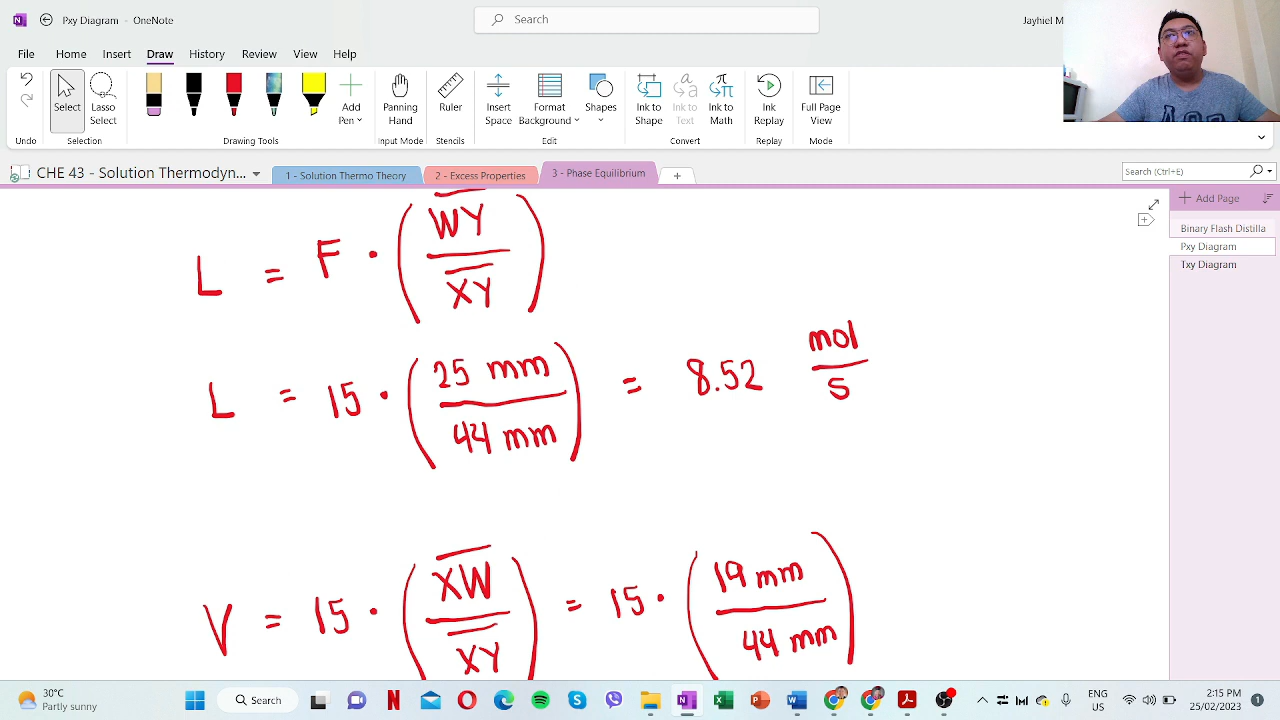 Pxy Diagram - OneNote
Search
Jayhiel M
File Home Insert Draw History Review View Help
Undo
Select
Lasso Select
Add Pen
Panning Hand
Ruler
Insert Space
Format Background
Shapes
Ink to Shape
Ink to Text
Ink to Math
Ink Replay
Full Page View
Selection
Drawing Tools
Input Mode
Stencils
Edit
Convert
Replay
Mode
CHE 43 - Solution Thermodyn...
1 - Solution Thermo Theory
2 - Excess Properties
3 - Phase Equilibrium
+
Search (Ctrl+E)
Add Page
Binary Flash Distilla
Pxy Diagram
Txy Diagram
L = F · (WY / XY)
L = 15 · (25 mm / 44 mm) = 8.52 mol / s
V = 15 · (XW / XY) = 15 · (19 mm / 44 mm)
30°C
Partly sunny
Search
ENG
US
2:15 PM
25/02/2023
1